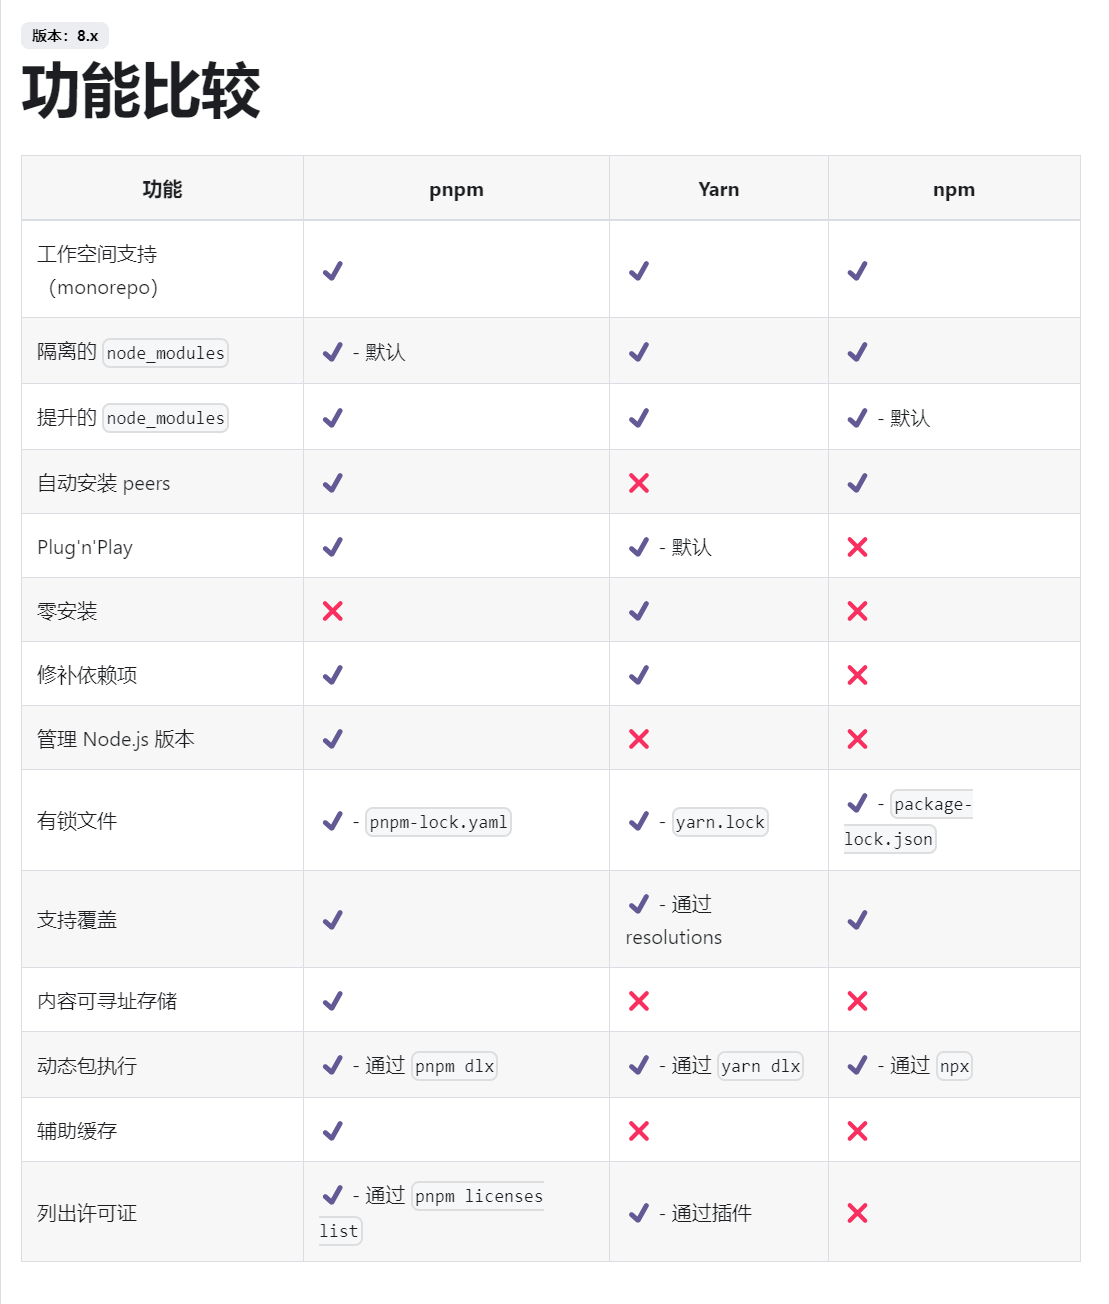 版本：8.x
功能比较
功能 pnpm Yarn npm
工作空间支持
（monorepo） ✔ ✔ ✔
隔离的 node_modules ✔ - 默认 ✔ ✔
提升的 node_modules ✔ ✔ ✔ - 默认
自动安装 peers ✔ ❌ ✔
Plug'n'Play ✔ ✔ - 默认 ❌
零安装 ❌ ✔ ❌
修补依赖项 ✔ ✔ ❌
管理 Node.js 版本 ✔ ❌ ❌
有锁文件 ✔ - pnpm-lock.yaml ✔ - yarn.lock ✔ - package-
lock.json
支持覆盖 ✔ ✔ - 通过
resolutions ✔
内容可寻址存储 ✔ ❌ ❌
动态包执行 ✔ - 通过 pnpm dlx ✔ - 通过 yarn dlx ✔ - 通过 npx
辅助缓存 ✔ ❌ ❌
列出许可证 ✔ - 通过 pnpm licenses
list ✔ - 通过插件 ❌